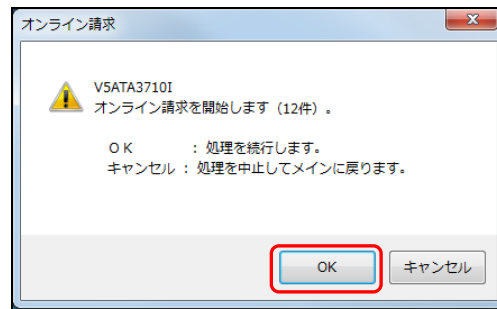 オンライン請求
V5ATA3710I
オンライン請求を開始します（12件）。
ＯＫ　　　：処理を続行します。
キャンセル：処理を中止してメインに戻ります。
OK
キャンセル